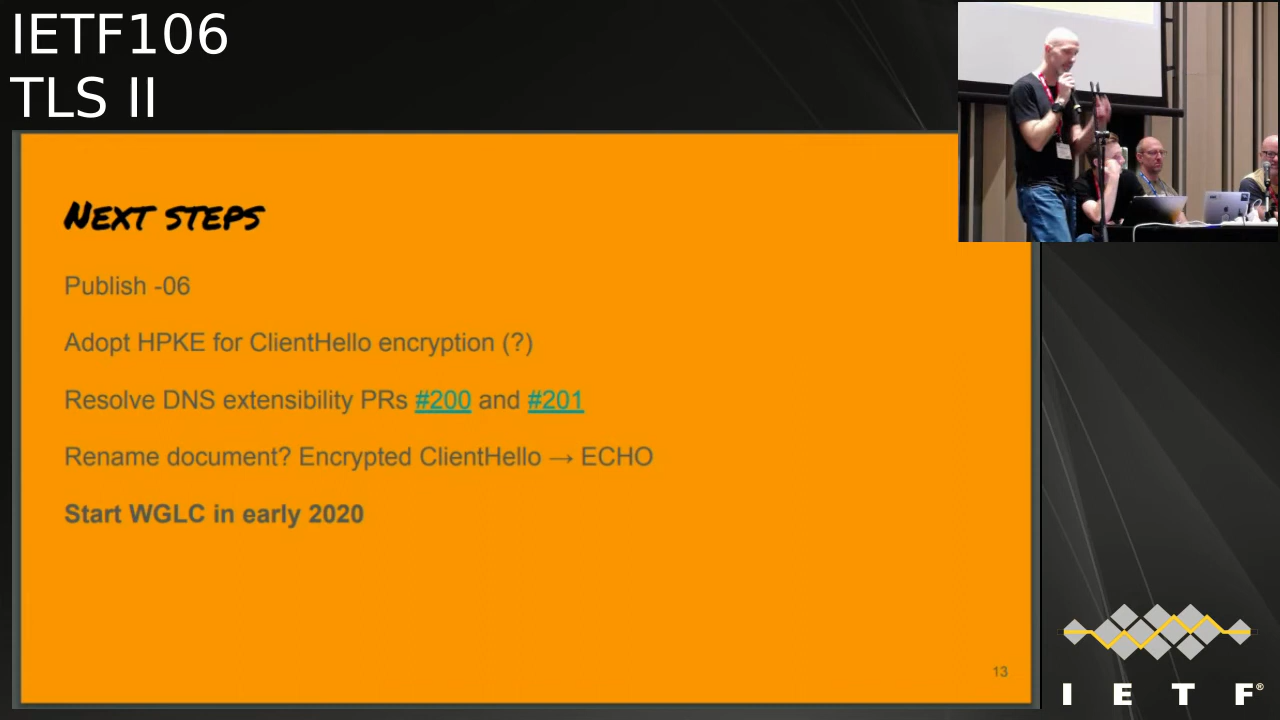 IETF106
TLS II
Next steps
Publish -06
Adopt HPKE for ClientHello encryption (?)
Resolve DNS extensibility PRs #200 and #201
Rename document? Encrypted ClientHello → ECHO
Start WGLC in early 2020
13
I E T F®